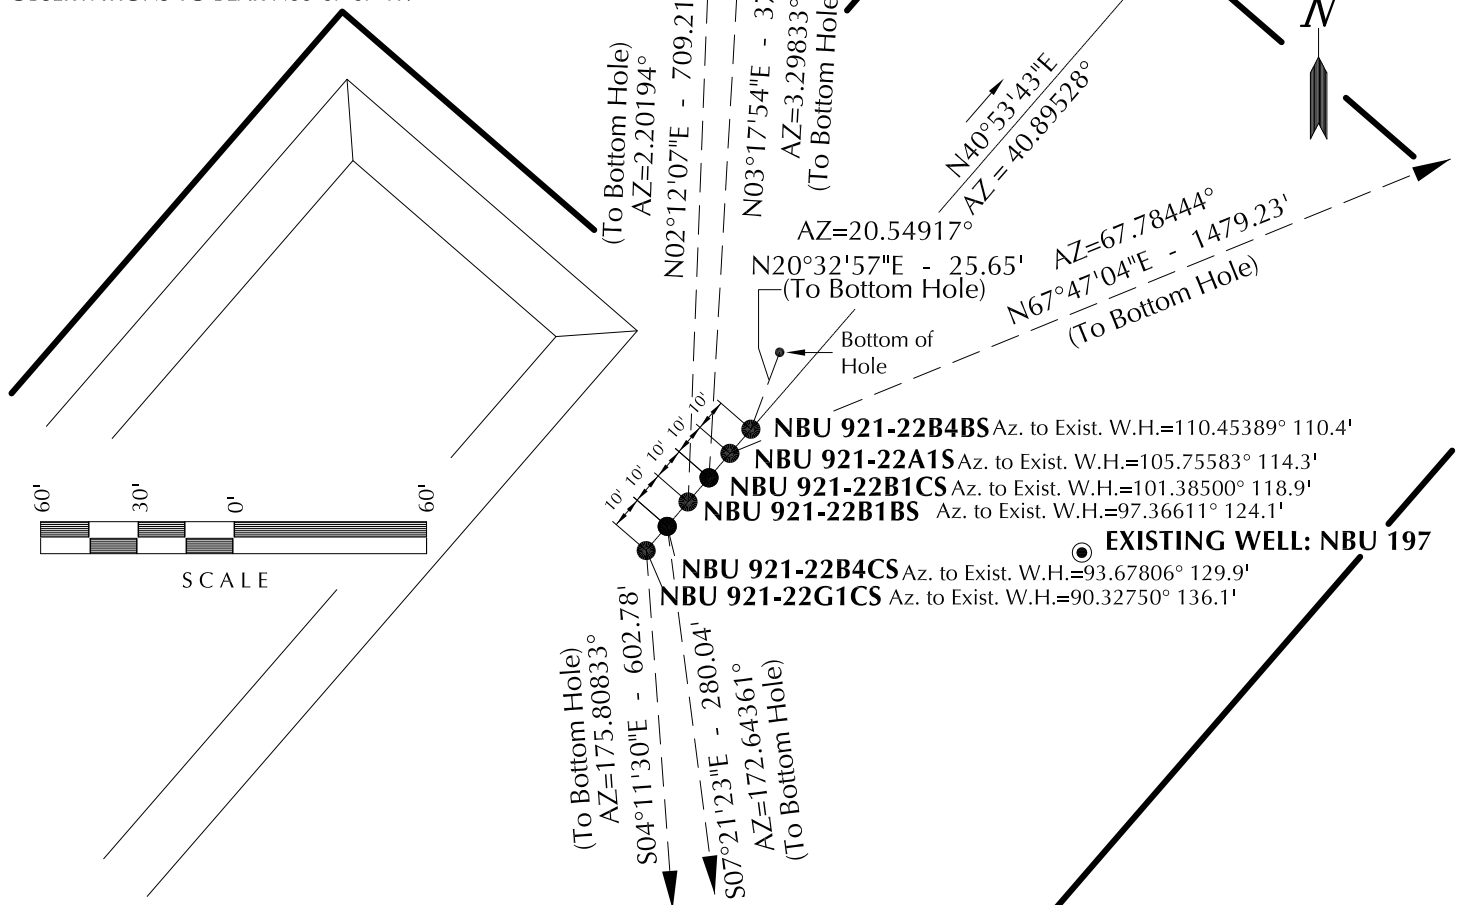 N
(To Bottom Hole)
AZ=2.20194°
N02°12'07"E - 709.21'
N03°17'54"E - 37
AZ=3.29833°
(To Bottom Hole)
N40°53'43"E
AZ = 40.89528°
AZ=20.54917°
N20°32'57"E - 25.65'
(To Bottom Hole)
AZ=67.78444°
N67°47'04"E - 1479.23'
(To Bottom Hole)
Bottom of
Hole
10'
10'
10'
10'
10'
NBU 921-22B4BS Az. to Exist. W.H.=110.45389° 110.4'
NBU 921-22A1S Az. to Exist. W.H.=105.75583° 114.3'
NBU 921-22B1CS Az. to Exist. W.H.=101.38500° 118.9'
NBU 921-22B1BS Az. to Exist. W.H.=97.36611° 124.1'
EXISTING WELL: NBU 197
NBU 921-22B4CS Az. to Exist. W.H.=93.67806° 129.9'
NBU 921-22G1CS Az. to Exist. W.H.=90.32750° 136.1'
60' 30' 0' 60'
SCALE
(To Bottom Hole)
AZ=175.80833°
S04°11'30"E - 602.78'
S07°21'23"E - 280.04'
AZ=172.64361°
(To Bottom Hole)